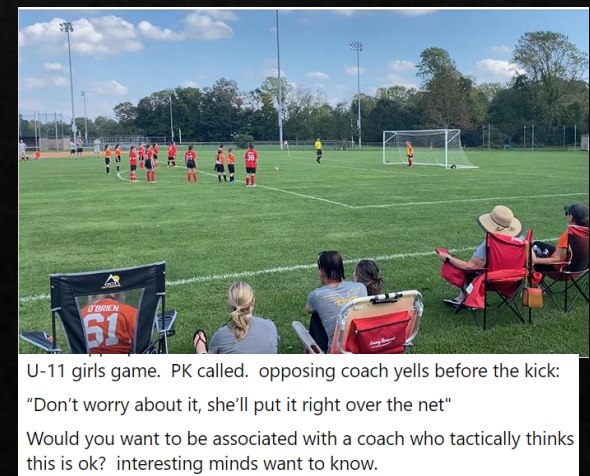 O'BRIEN
61
U-11 girls game.  PK called.  opposing coach yells before the kick:
“Don’t worry about it, she’ll put it right over the net"
Would you want to be associated with a coach who tactically thinks
this is ok?  interesting minds want to know.